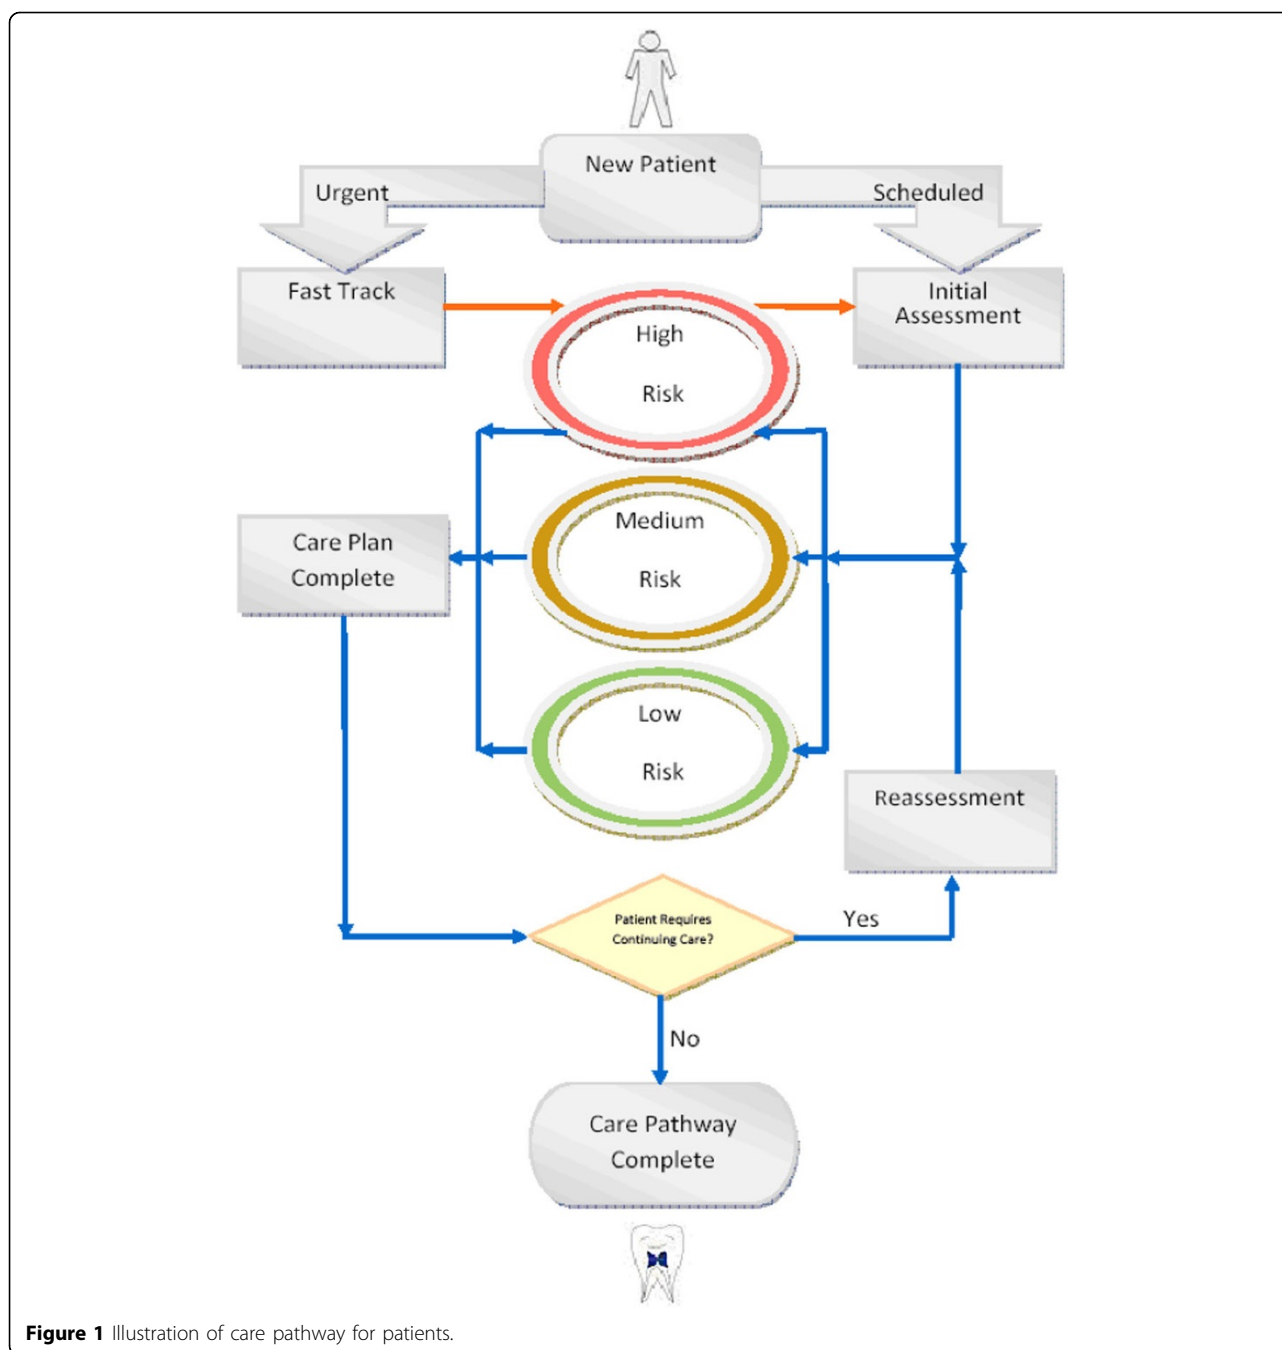 New Patient
Urgent
Scheduled
Fast Track
Initial
Assessment
High
Risk
Medium
Risk
Care Plan
Complete
Low
Risk
Reassessment
Patient Requires
Continuing Care?
Yes
No
Care Pathway
Complete
Figure 1 Illustration of care pathway for patients.